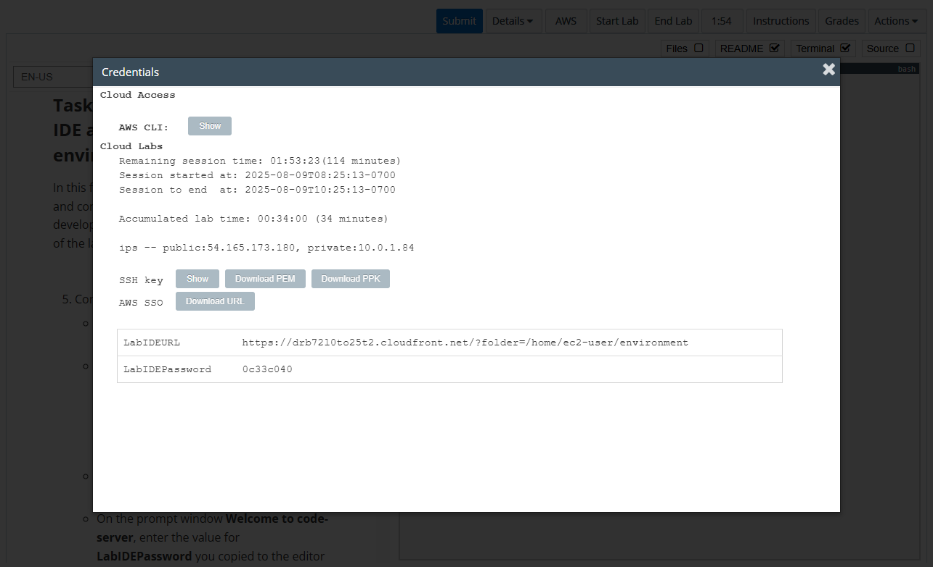 Submit Details AWS Start Lab End Lab 1:54 Instructions Grades Actions
Files README Terminal Source
EN-US
bash
Credentials
Cloud Access
AWS CLI: Show
Cloud Labs
Remaining session time: 01:53:23(114 minutes)
Session started at: 2025-08-09T08:25:13-0700
Session to end at: 2025-08-09T10:25:13-0700
Accumulated lab time: 00:34:00 (34 minutes)
ips -- public:54.165.173.180, private:10.0.1.84
SSH key Show Download PEM Download PPK
AWS SSO Download URL
LabIDEURL https://drb7210to25t2.cloudfront.net/?folder=/home/ec2-user/environment
LabIDEPassword 0c33c040
Task
IDE a
envi
In this f
and cor
develop
of the l
5. Co
On the prompt window Welcome to code-
server, enter the value for
LabIDEPassword you copied to the editor